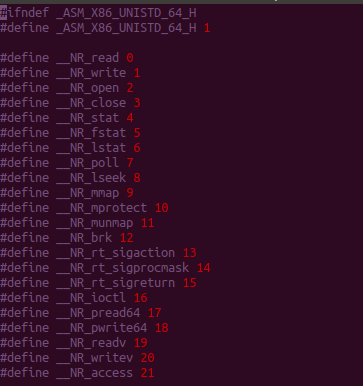 #ifndef _ASM_X86_UNISTD_64_H
#define _ASM_X86_UNISTD_64_H 1

#define __NR_read 0
#define __NR_write 1
#define __NR_open 2
#define __NR_close 3
#define __NR_stat 4
#define __NR_fstat 5
#define __NR_lstat 6
#define __NR_poll 7
#define __NR_lseek 8
#define __NR_mmap 9
#define __NR_mprotect 10
#define __NR_munmap 11
#define __NR_brk 12
#define __NR_rt_sigaction 13
#define __NR_rt_sigprocmask 14
#define __NR_rt_sigreturn 15
#define __NR_ioctl 16
#define __NR_pread64 17
#define __NR_pwrite64 18
#define __NR_readv 19
#define __NR_writev 20
#define __NR_access 21